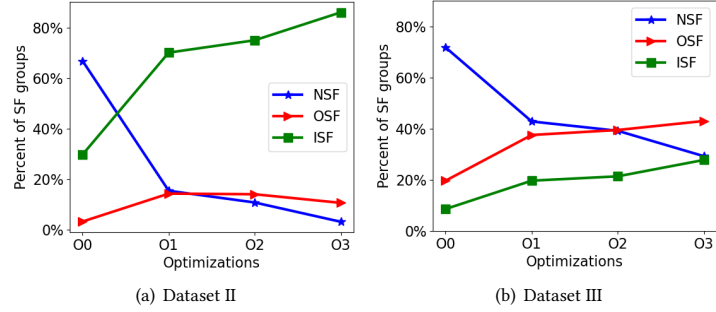 80%
60%
40%
20%
0%
Percent of SF groups
NSF
OSF
ISF
O0
O1
O2
O3
Optimizations
(a) Dataset II
80%
60%
40%
20%
0%
Percent of SF groups
NSF
OSF
ISF
O0
O1
O2
O3
Optimizations
(b) Dataset III